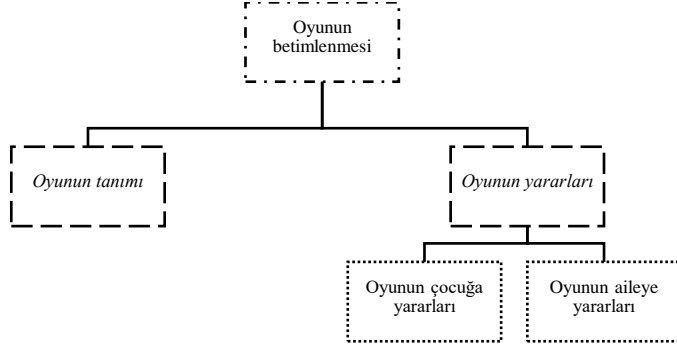 Oyunun
betimlenmesi
Oyunun tanımı
Oyunun yararları
Oyunun çocuğa
yararları
Oyunun aileye
yararları